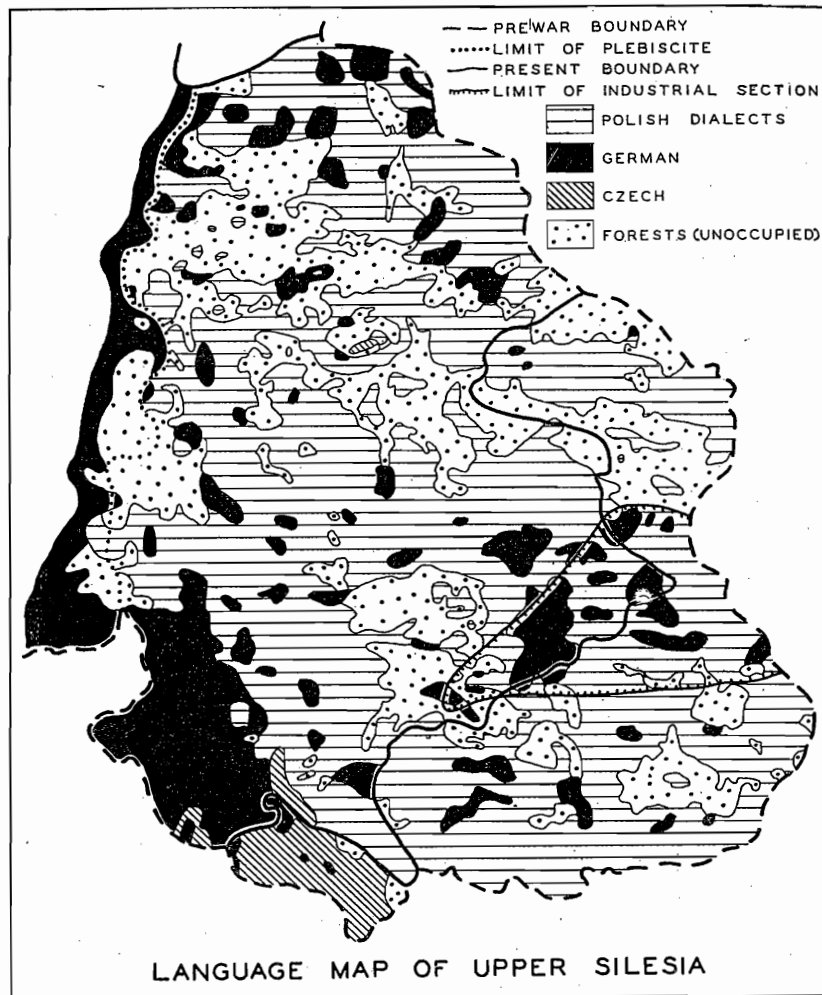 PREWAR BOUNDARY
LIMIT OF PLEBISCITE
PRESENT BOUNDARY
LIMIT OF INDUSTRIAL SECTION
POLISH DIALECTS
GERMAN
CZECH
FORESTS (UNOCCUPIED)
LANGUAGE MAP OF UPPER SILESIA